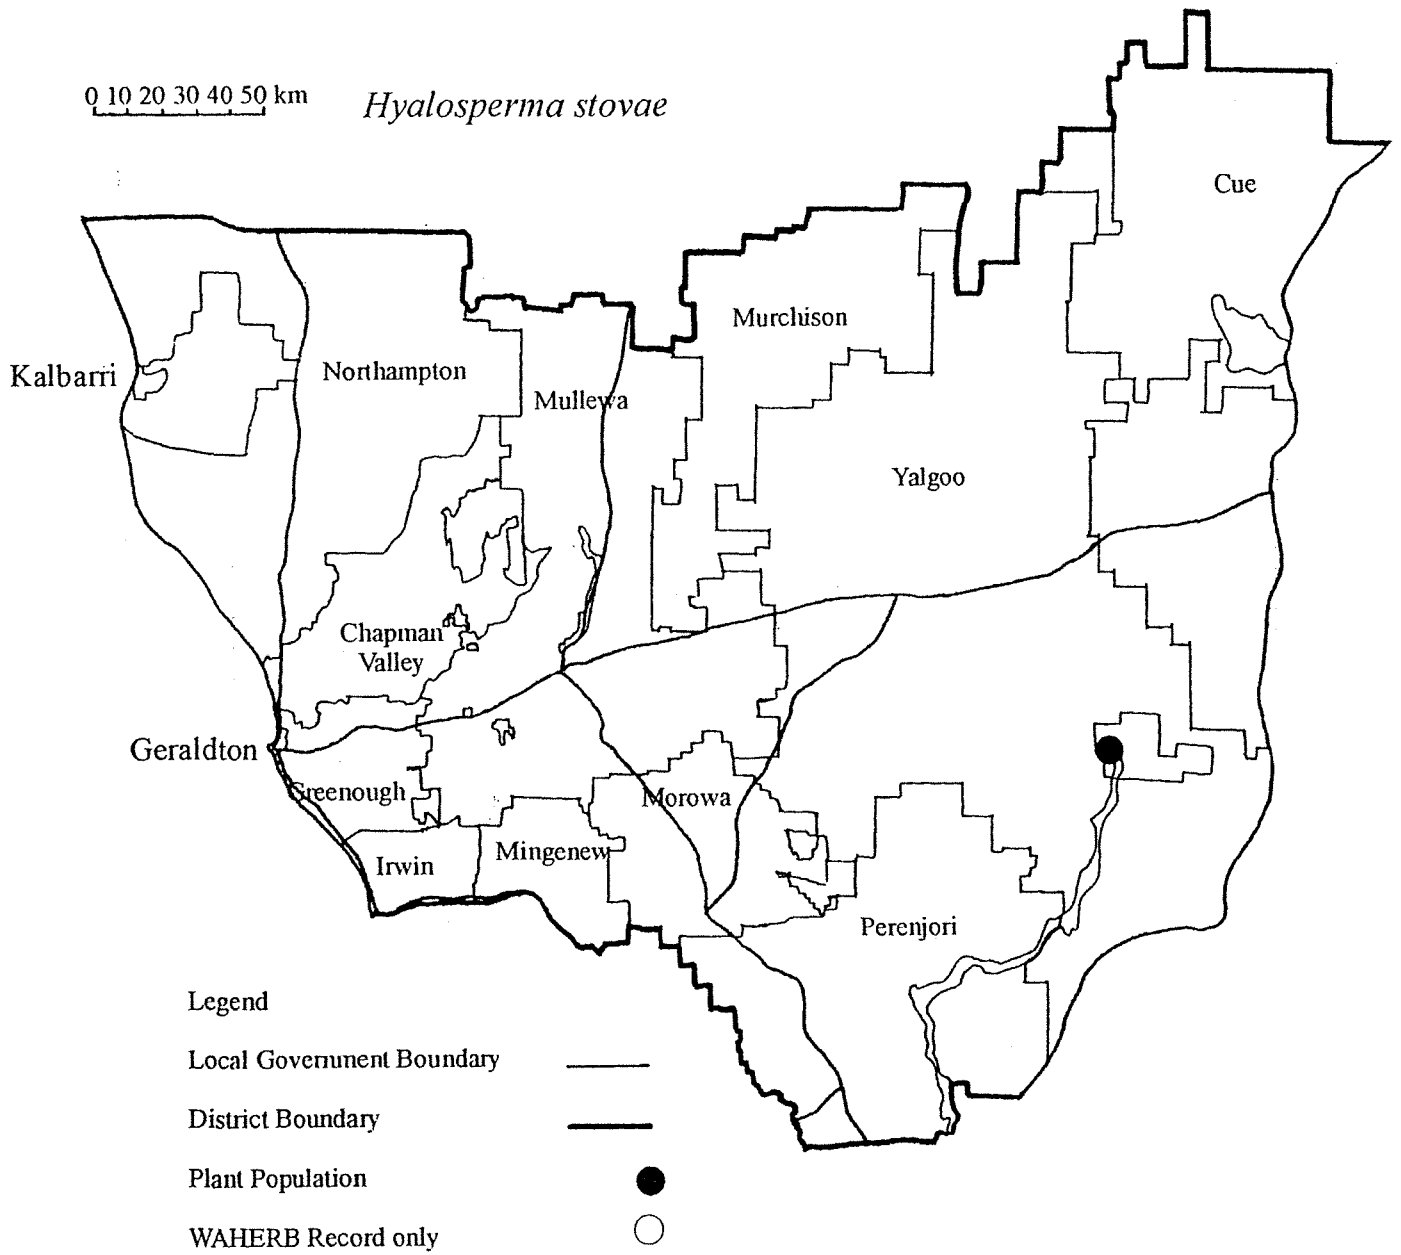 0 10 20 30 40 50 km
Hyalosperma stovae
Cue
Murchison
Kalbarri
Northampton
Mullewa
Yalgoo
Chapman
Valley
Geraldton
Greenough
Morowa
Irwin
Mingenew
Perenjori
Legend
Local Government Boundary
District Boundary
Plant Population
WAHERB Record only